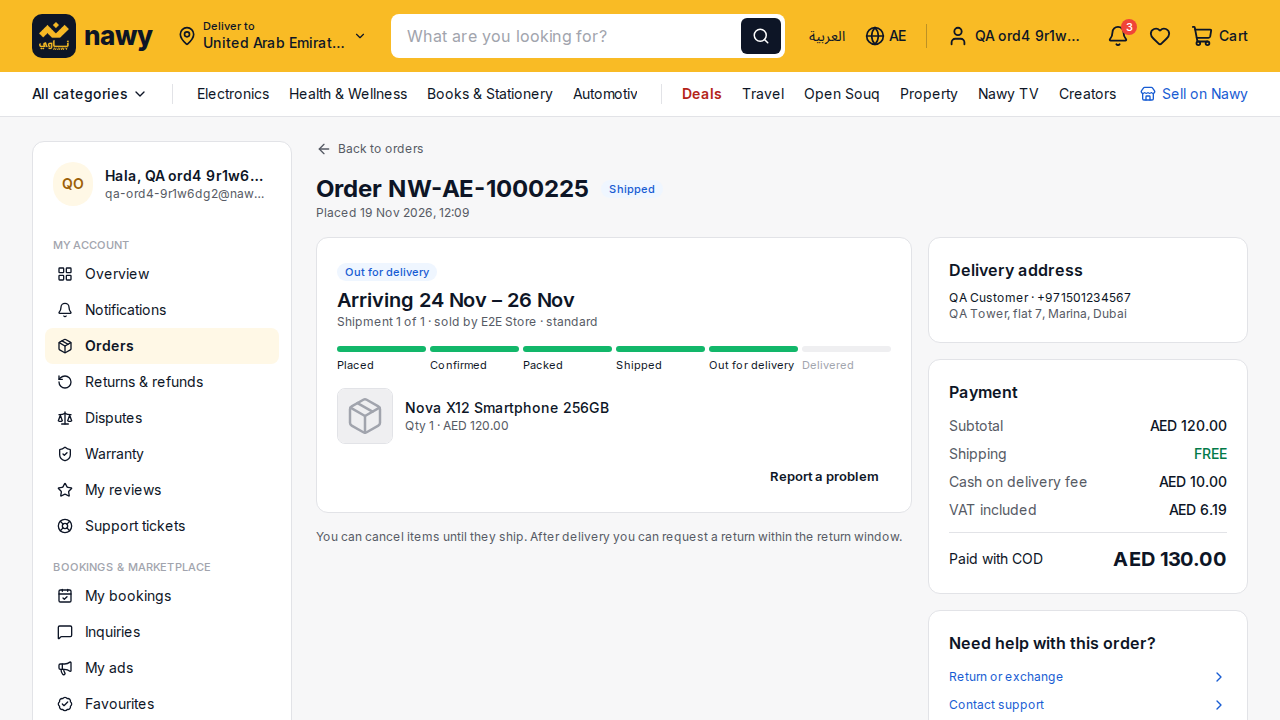 ناوي
nawy
Deliver to
United Arab Emirat...
What are you looking for?
العربية
AE
QA ord4 9r1w...
3
Cart
All categories
Electronics
Health & Wellness
Books & Stationery
Automotiv
Deals
Travel
Open Souq
Property
Nawy TV
Creators
Sell on Nawy
QO
Hala, QA ord4 9r1w6...
qa-ord4-9r1w6dg2@naw...
MY ACCOUNT
Overview
Notifications
Orders
Returns & refunds
Disputes
Warranty
My reviews
Support tickets
BOOKINGS & MARKETPLACE
My bookings
Inquiries
My ads
Favourites
Back to orders
Order NW-AE-1000225
Shipped
Placed 19 Nov 2026, 12:09
Out for delivery
Arriving 24 Nov – 26 Nov
Shipment 1 of 1 · sold by E2E Store · standard
Placed
Confirmed
Packed
Shipped
Out for delivery
Delivered
Nova X12 Smartphone 256GB
Qty 1 · AED 120.00
Report a problem
You can cancel items until they ship. After delivery you can request a return within the return window.
Delivery address
QA Customer · +971501234567
QA Tower, flat 7, Marina, Dubai
Payment
Subtotal AED 120.00
Shipping FREE
Cash on delivery fee AED 10.00
VAT included AED 6.19
Paid with COD AED 130.00
Need help with this order?
Return or exchange
Contact support